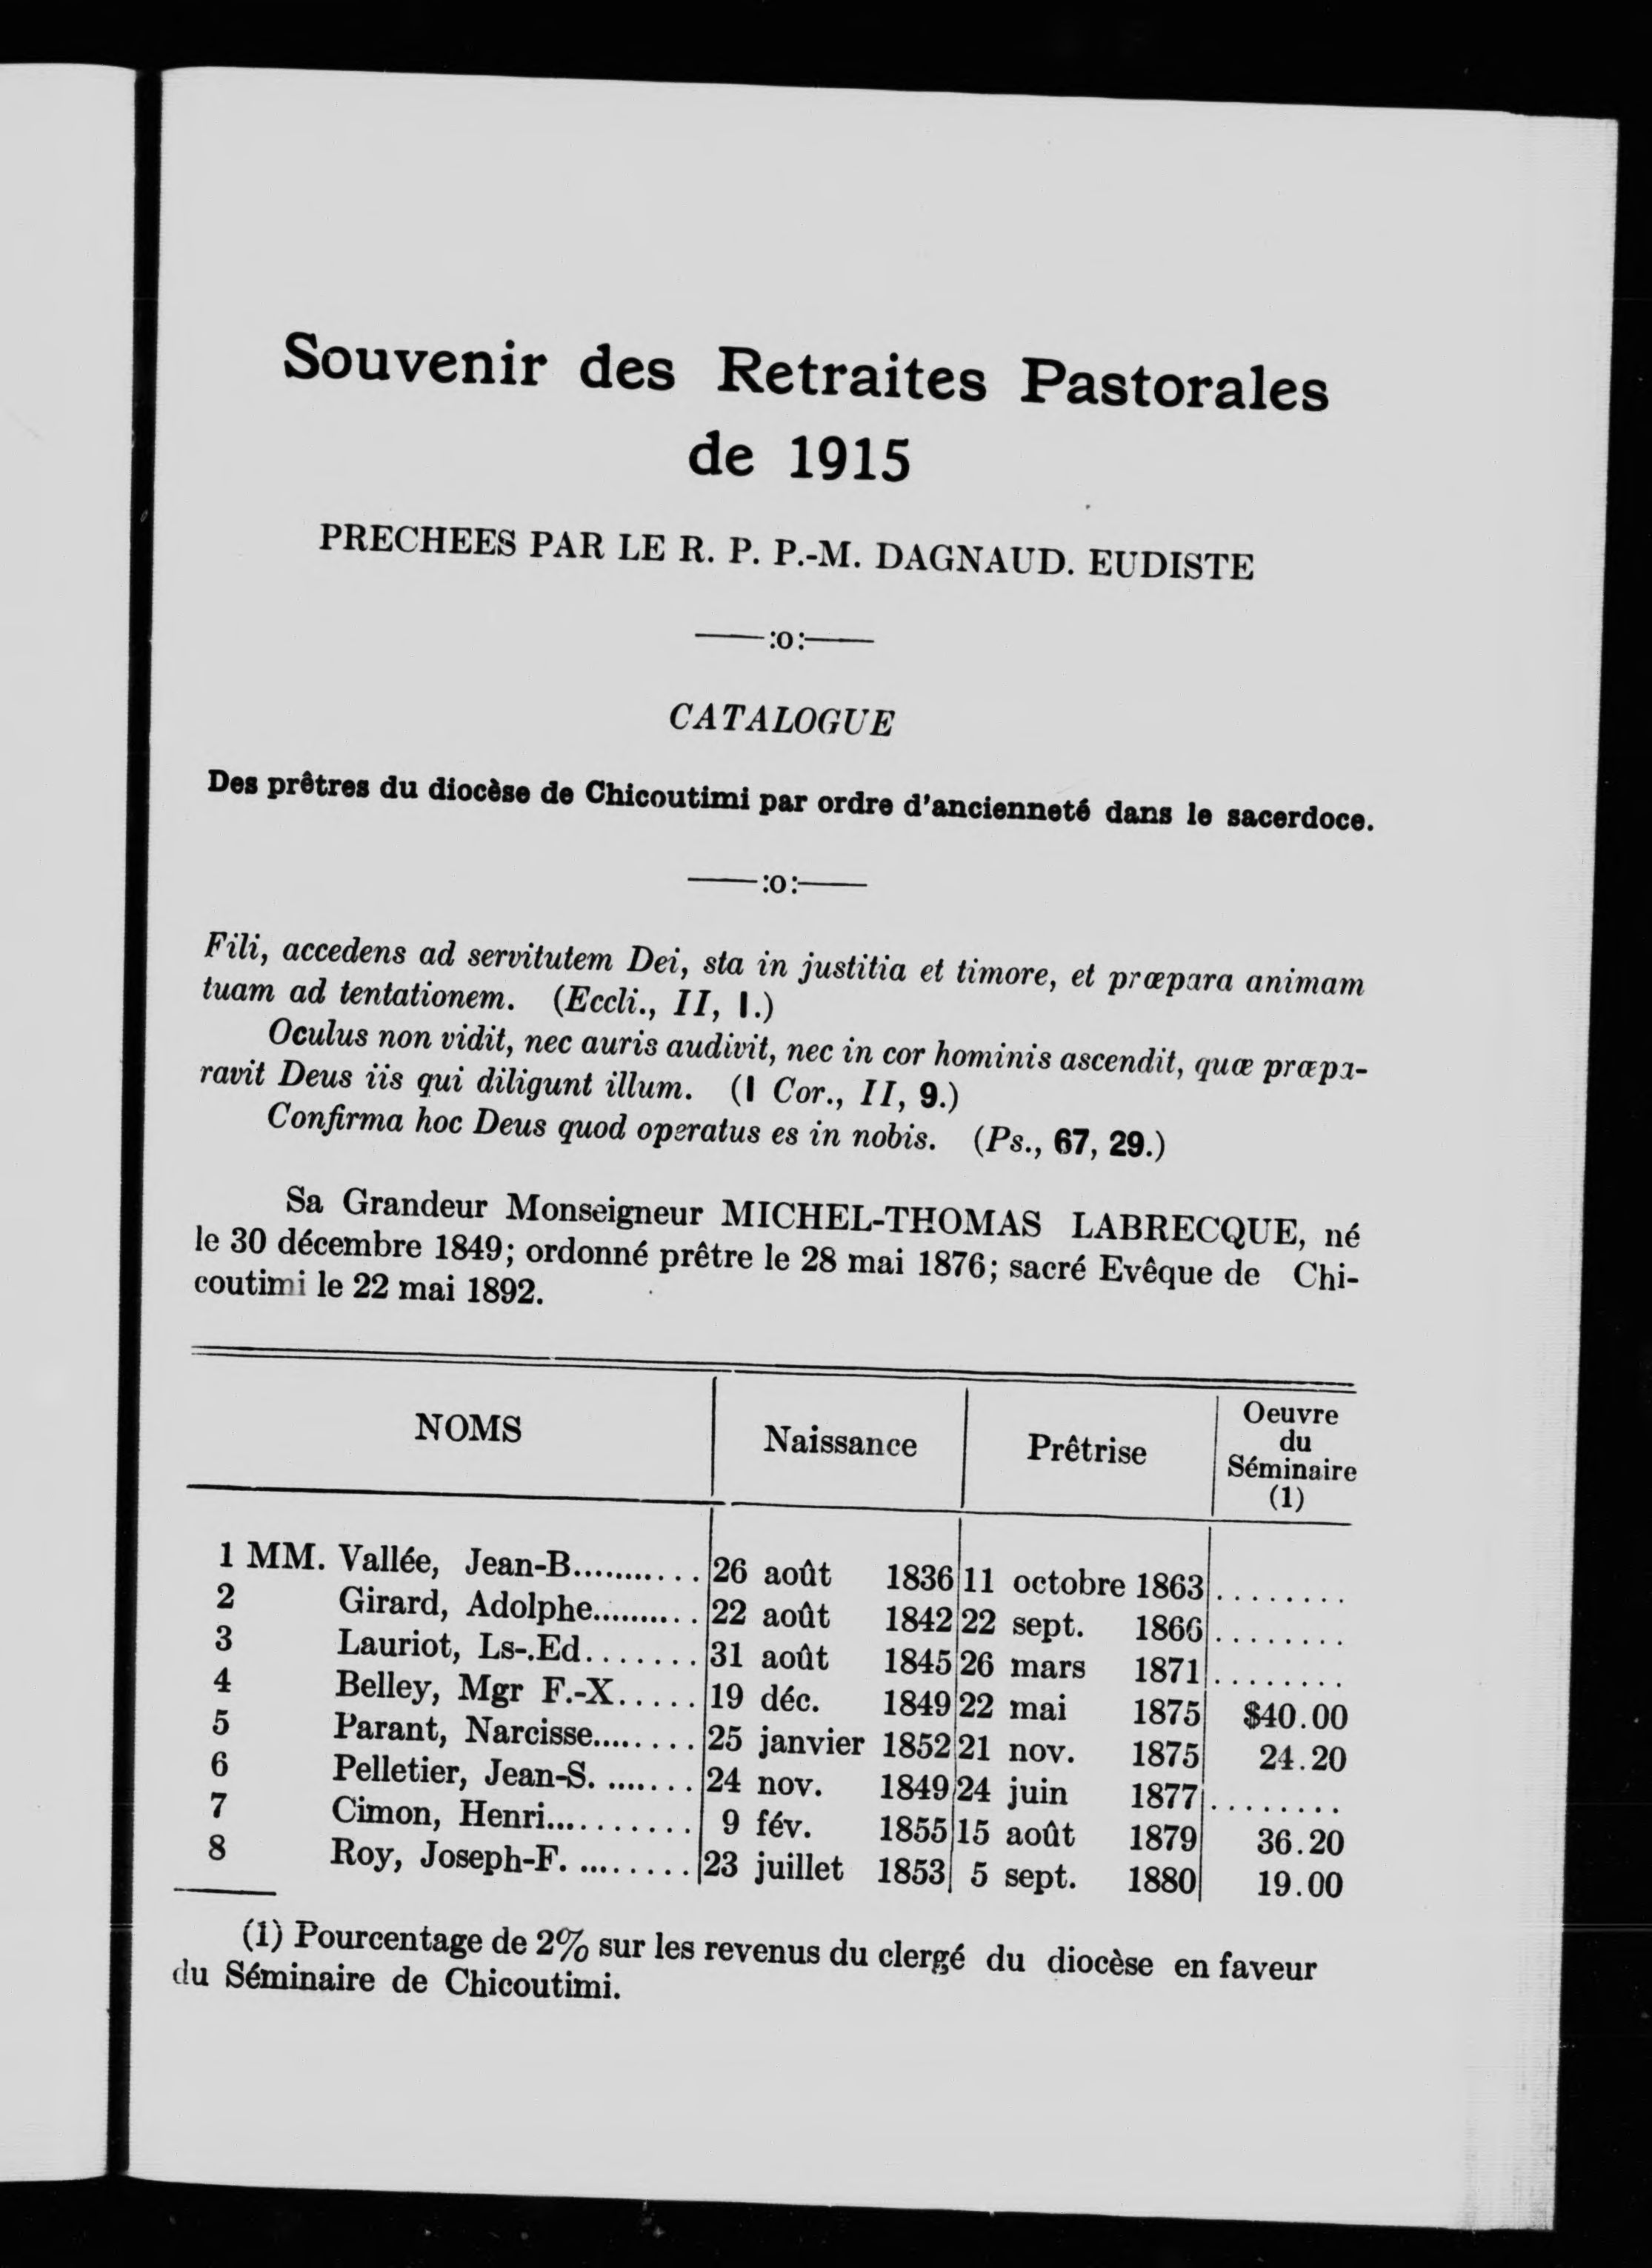 Souvenir des Retraites Pastorales
de 1915
PRECHEES PAR LE R. P. P.-M. DAGNAUD. EUDISTE
——:o:——
CATALOGUE
Des prêtres du diocèse de Chicoutimi par ordre d'ancienneté dans le sacerdoce.
——:o:——
Fili, accedens ad servitutem Dei, sta in justitia et timore, et præpara animam
tuam ad tentationem. (Eccli., II, I.)
Oculus non vidit, nec auris audivit, nec in cor hominis ascendit, quæ præpa-
ravit Deus iis qui diligunt illum. (I Cor., II, 9.)
Confirma hoc Deus quod operatus es in nobis. (Ps., 67, 29.)
Sa Grandeur Monseigneur MICHEL-THOMAS LABRECQUE, né
le 30 décembre 1849; ordonné prêtre le 28 mai 1876; sacré Evêque de Chi-
coutimi le 22 mai 1892.
NOMS Naissance Prêtrise Oeuvre
du
Séminaire
(1)
1 MM. Vallée, Jean-B........... 26 août 1836 11 octobre 1863 ........
2 Girard, Adolphe.......... 22 août 1842 22 sept. 1866 ........
3 Lauriot, Ls-.Ed....... 31 août 1845 26 mars 1871 ........
4 Belley, Mgr F.-X..... 19 déc. 1849 22 mai 1875 $40.00
5 Parant, Narcisse........ 25 janvier 1852 21 nov. 1875 24.20
6 Pelletier, Jean-S. ....... 24 nov. 1849 24 juin 1877 ........
7 Cimon, Henri.......... 9 fév. 1855 15 août 1879 36.20
8 Roy, Joseph-F. ......... 23 juillet 1853 5 sept. 1880 19.00
(1) Pourcentage de 2% sur les revenus du clergé du diocèse en faveur
du Séminaire de Chicoutimi.